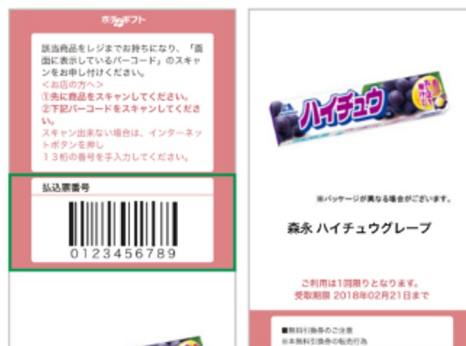 ポチッとギフト
該当商品をレジまでお持ちになり、「画
面に表示しているバーコード」のスキャ
ンをお申し付けください。
<お店の方へ>
①先に商品をスキャンしてください。
②下記バーコードをスキャンしてくださ
い。
スキャン出来ない場合は、インターネッ
トボタンを押し
13桁の番号を手入力してください。
払込票番号
0123456789
ハイチュウ
※パッケージが異なる場合がございます。
森永 ハイチュウグレープ
ご利用は1回限りとなります。
受取期限 2018年02月21日まで
■無料引換券のご注意
※本無料引換券の転売行為